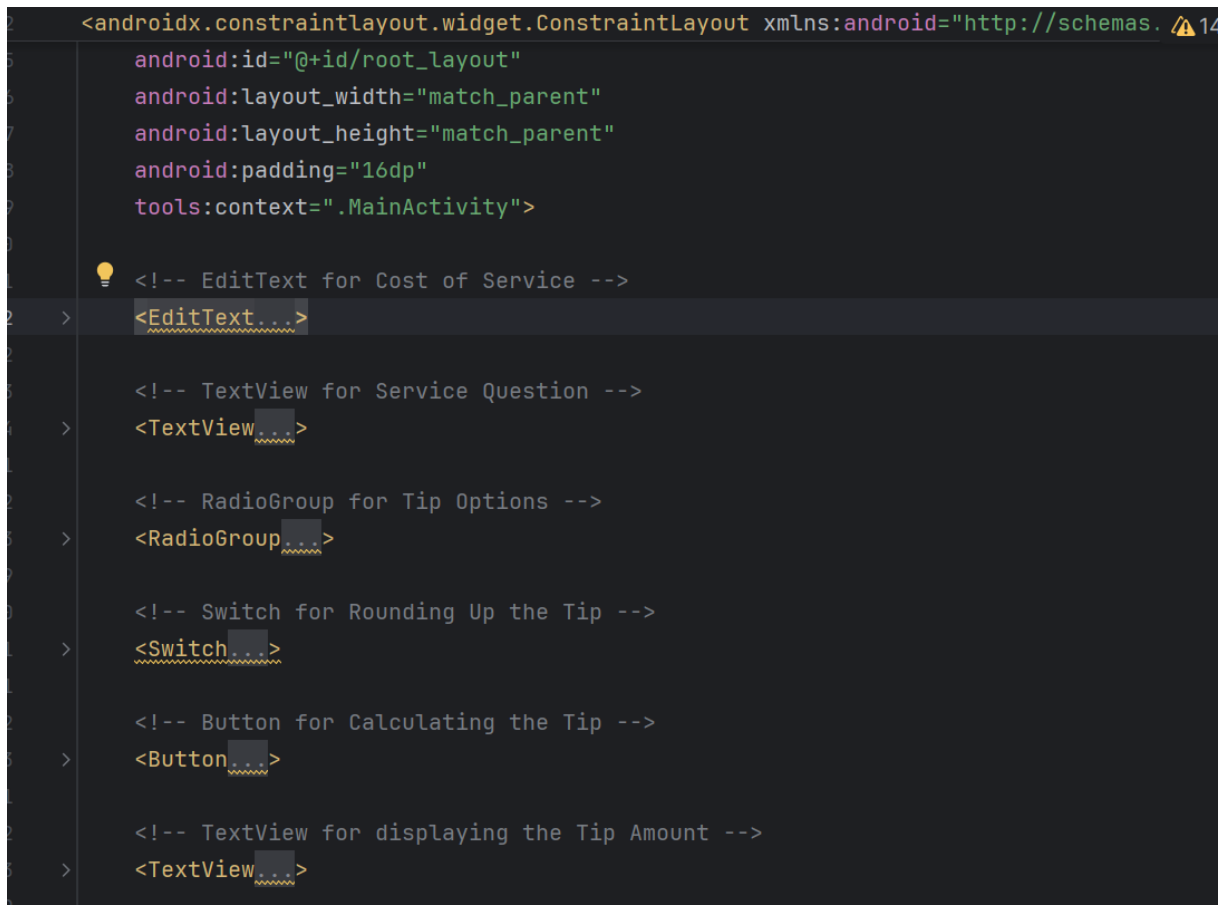 <androidx.constraintlayout.widget.ConstraintLayout xmlns:android="http://schemas. 14
android:id="@+id/root_layout"
android:layout_width="match_parent"
android:layout_height="match_parent"
android:padding="16dp"
tools:context=".MainActivity">
<!-- EditText for Cost of Service -->
<EditText...>
<!-- TextView for Service Question -->
<TextView...>
<!-- RadioGroup for Tip Options -->
<RadioGroup...>
<!-- Switch for Rounding Up the Tip -->
<Switch...>
<!-- Button for Calculating the Tip -->
<Button...>
<!-- TextView for displaying the Tip Amount -->
<TextView...>